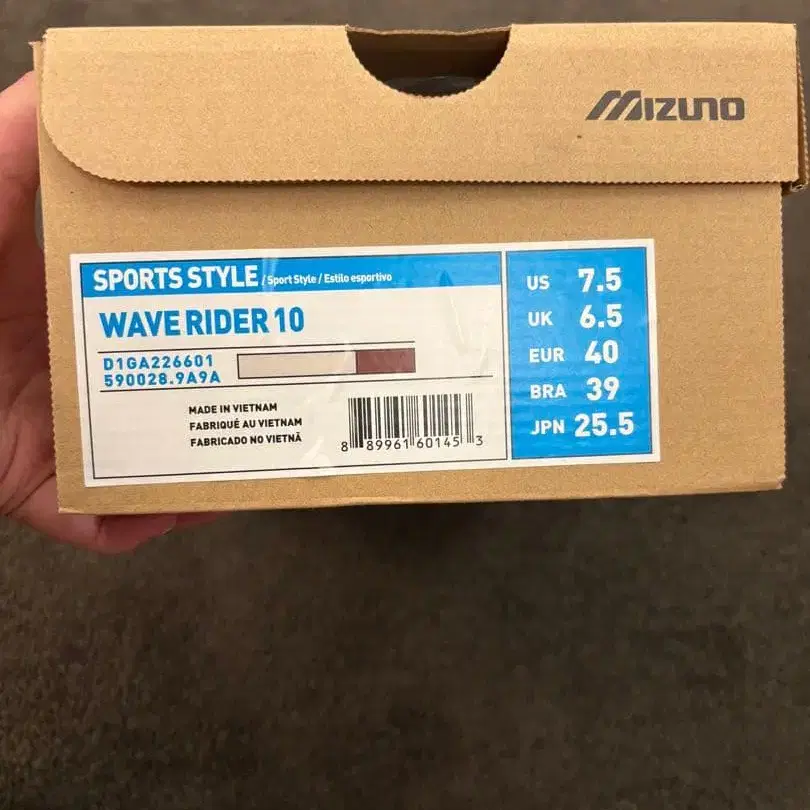 MIZUNO
SPORTS STYLE / Sport Style / Estilo esportivo
WAVE RIDER 10
D1GA226601
590028.9A9A
MADE IN VIETNAM
FABRIQUÉ AU VIETNAM
FABRICADO NO VIETNÃ
8 89961 60145 3
US 7.5
UK 6.5
EUR 40
BRA 39
JPN 25.5